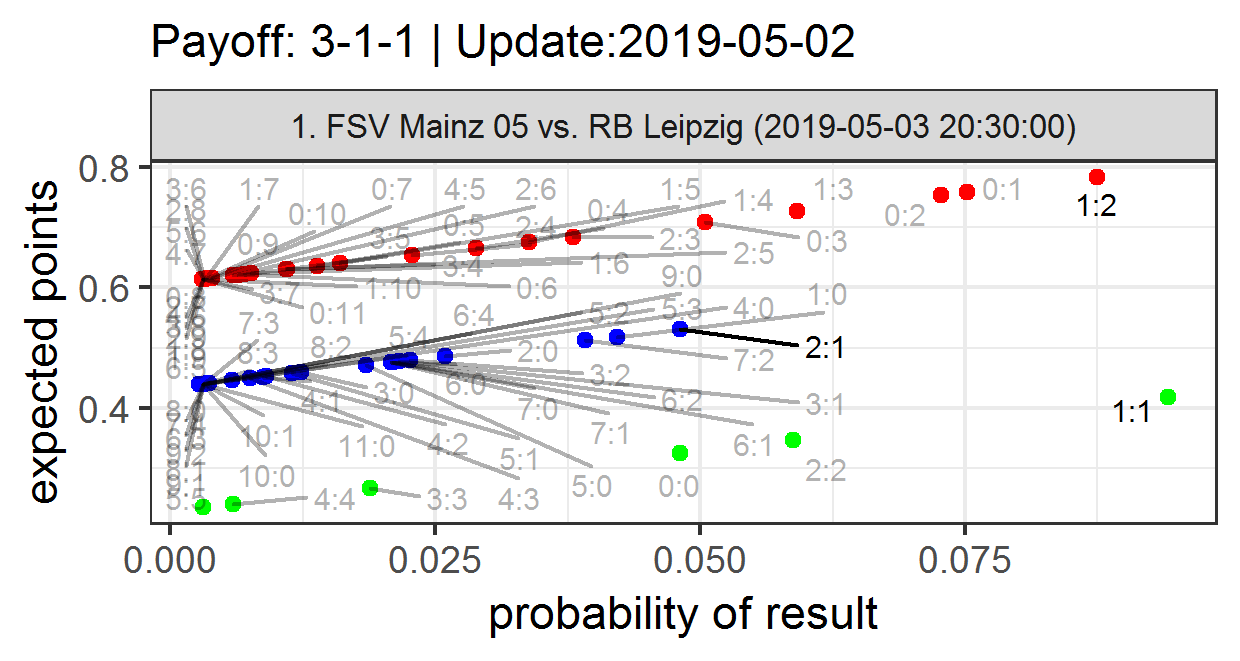 Payoff: 3-1-1 | Update:2019-05-02
1. FSV Mainz 05 vs. RB Leipzig (2019-05-03 20:30:00)
expected points
0.8
0.6
0.4
3:6 1:7 0:7 4:5 2:6 1:5 1:4 1:3 0:1
2:8 0:10 0:5 0:4 0:2 1:2
5:6 0:9 3:5 2:4 2:3 0:3
3:4 1:6 2:5
3:7 1:10 0:6 9:0 1:0
0:11 5:2 5:3 4:0
7:3 6:4 5:4 2:1
8:3 8:2 2:0 7:2
6:0 3:2
4:1 3:0 7:0 6:2 3:1 1:1
10:1 11:0 4:2 7:1 6:1
10:0 5:1 2:2
5:5 4:4 3:3 4:3 5:0 0:0
0.000 0.025 0.050 0.075
probability of result